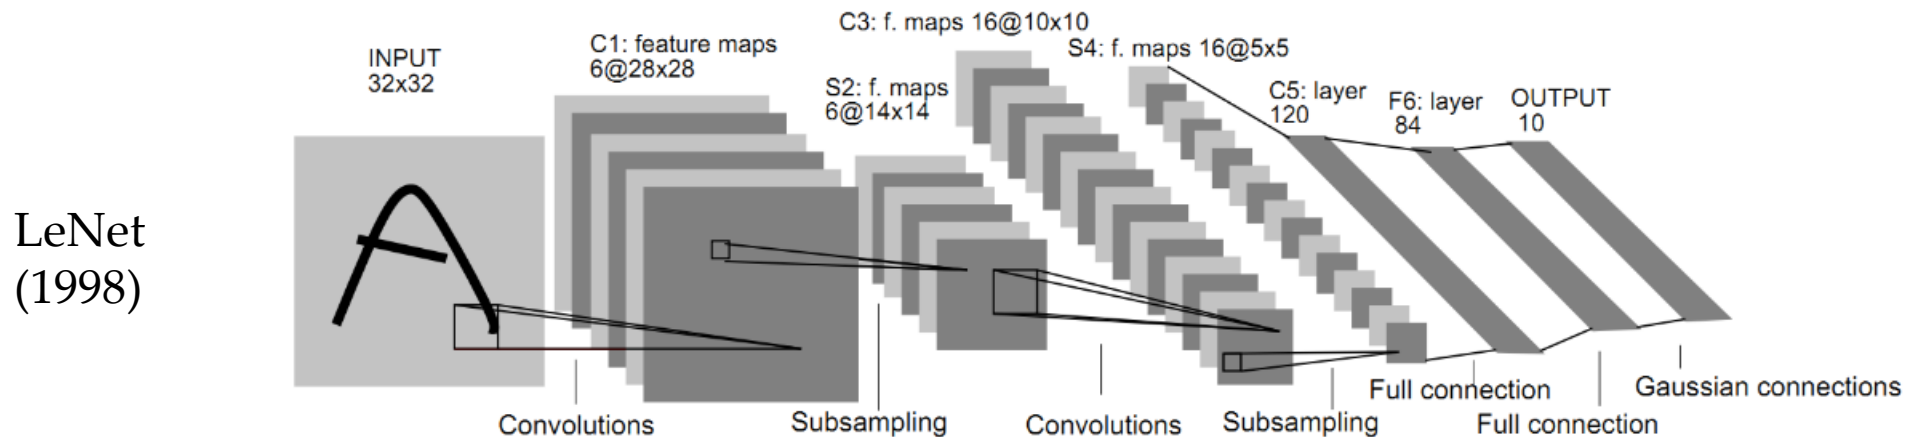 LeNet
(1998)
INPUT
32x32
C1: feature maps
6@28x28
S2: f. maps
6@14x14
C3: f. maps 16@10x10
S4: f. maps 16@5x5
C5: layer
120
F6: layer
84
OUTPUT
10
Convolutions
Subsampling
Convolutions
Subsampling
Full connection
Full connection
Gaussian connections